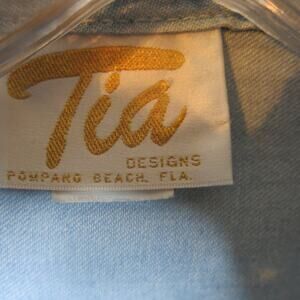 Tia
DESIGNS
POMPANO BEACH, FLA.